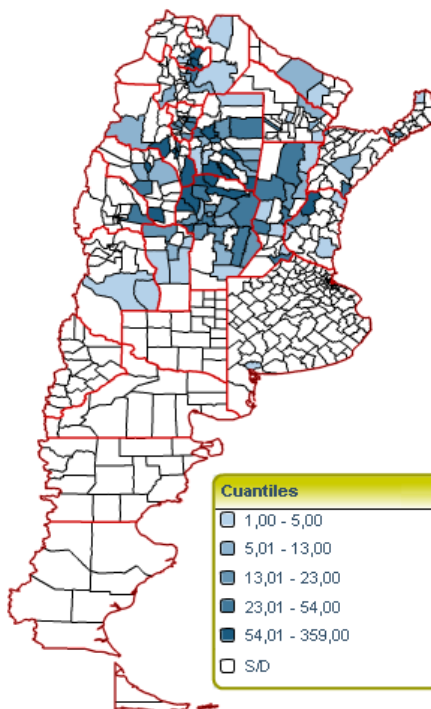 Cuantiles
1,00 - 5,00
5,01 - 13,00
13,01 - 23,00
23,01 - 54,00
54,01 - 359,00
S/D